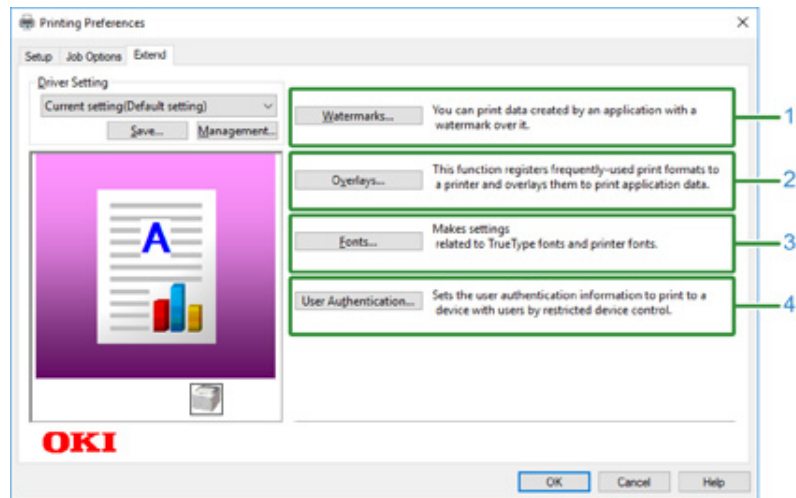 Printing Preferences
Setup Job Options Extend
Driver Setting
Current setting(Default setting)
Save... Management...
Watermarks...
You can print data created by an application with a
watermark over it.
1
Overlays...
This function registers frequently-used print formats to
a printer and overlays them to print application data.
2
Fonts...
Makes settings
related to TrueType fonts and printer fonts.
3
User Authentication...
Sets the user authentication information to print to a
device with users by restricted device control.
4
A
OKI
OK Cancel Help